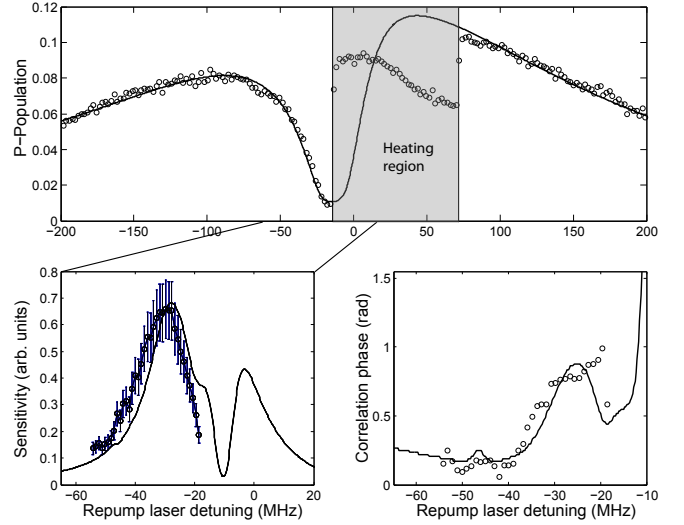 0.12
0.1
0.08
0.06
0.04
0.02
0
P−Population
Heating
region
−200 −150 −100 −50 0 50 100 150 200
0.8
0.7
0.6
0.5
0.4
0.3
0.2
0.1
0
Sensitivity (arb. units)
−60 −40 −20 0 20
Repump laser detuning (MHz)
1.5
1
0.5
0
Correlation phase (rad)
−60 −50 −40 −30 −20 −10
Repump laser detuning (MHz)